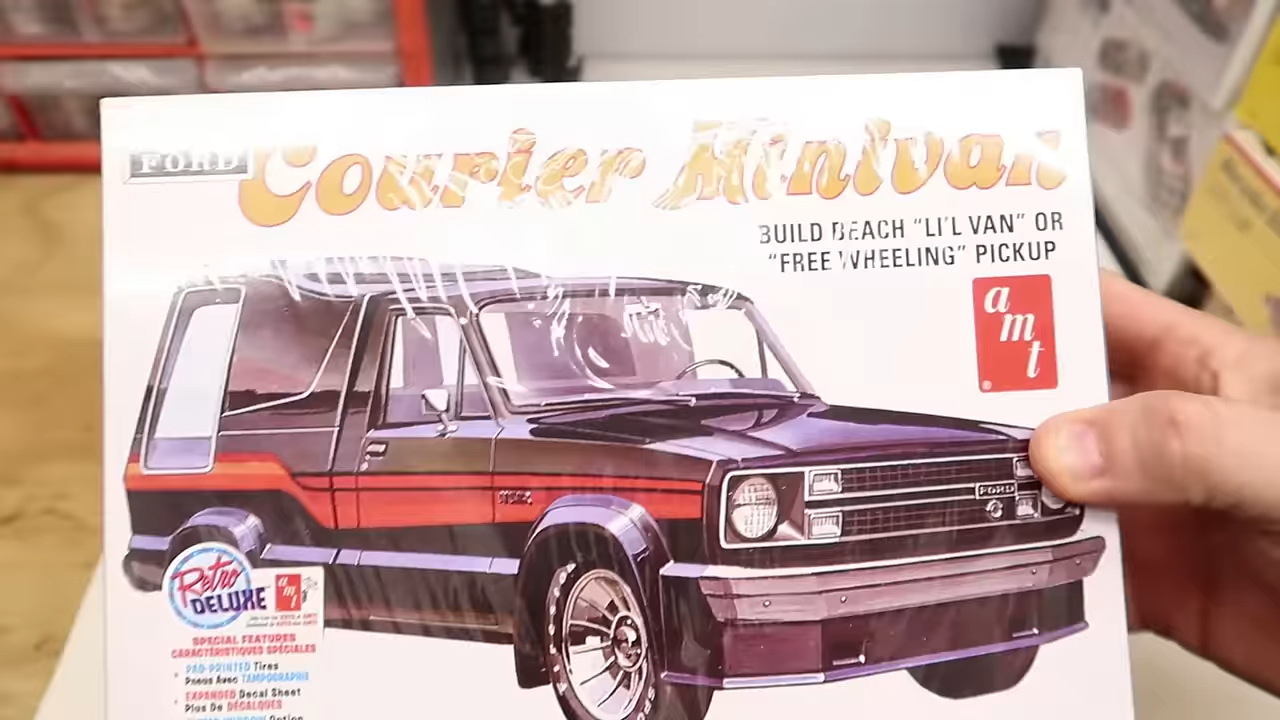 FORD
Courier Minivan
BUILD BEACH "LI'L VAN" OR
"FREE WHEELING" PICKUP
amt
FORD
Retro
DELUXE
amt
SPECIAL FEATURES
CARACTÉRISTIQUES SPÉCIALES
PAD-PRINTED Tires
Pneus Avec TAMPOGRAPHIE
EXPANDED Decal Sheet
Plus De DÉCALQUES
Option